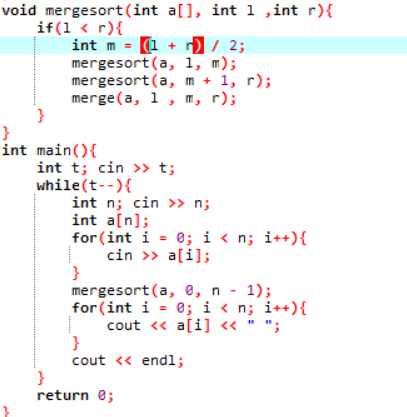 void mergesort(int a[], int l ,int r){
    if(l < r){
        int m = (l + r) / 2;
        mergesort(a, l, m);
        mergesort(a, m + 1, r);
        merge(a, l , m, r);
    }
}
int main(){
    int t; cin >> t;
    while(t--){
        int n; cin >> n;
        int a[n];
        for(int i = 0; i < n; i++){
            cin >> a[i];
        }
        mergesort(a, 0, n - 1);
        for(int i = 0; i < n; i++){
            cout << a[i] << " ";
        }
        cout << endl;
    }
    return 0;
}